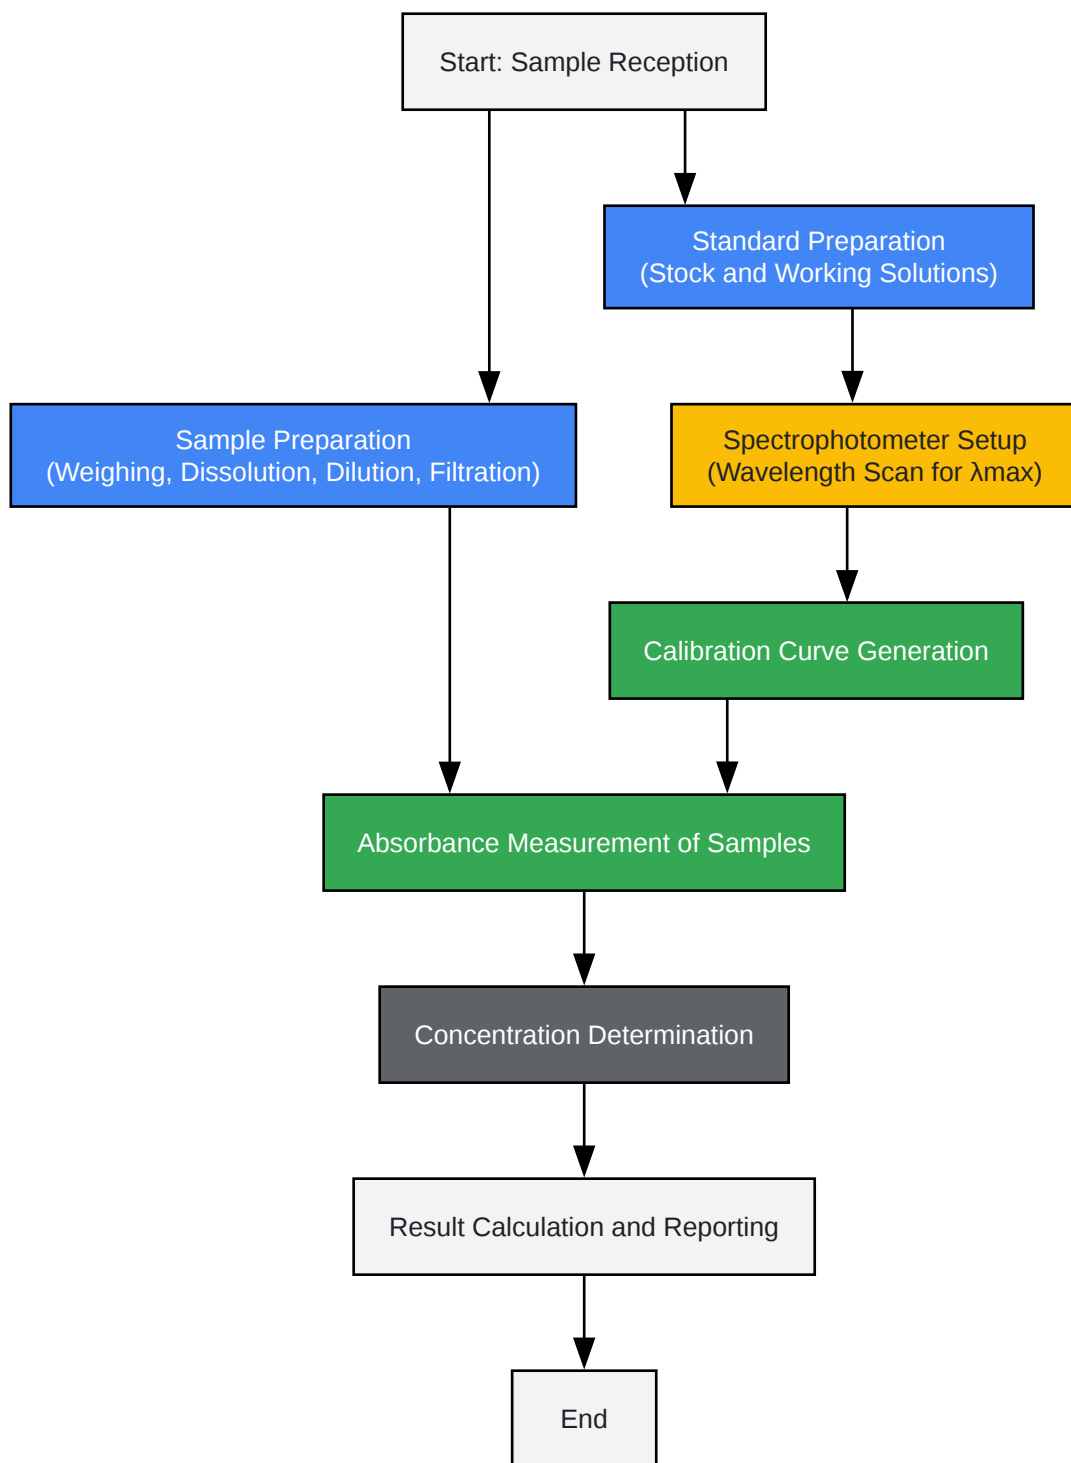 Start: Sample Reception
Standard Preparation
(Stock and Working Solutions)
Sample Preparation
(Weighing, Dissolution, Dilution, Filtration)
Spectrophotometer Setup
(Wavelength Scan for λmax)
Calibration Curve Generation
Absorbance Measurement of Samples
Concentration Determination
Result Calculation and Reporting
End